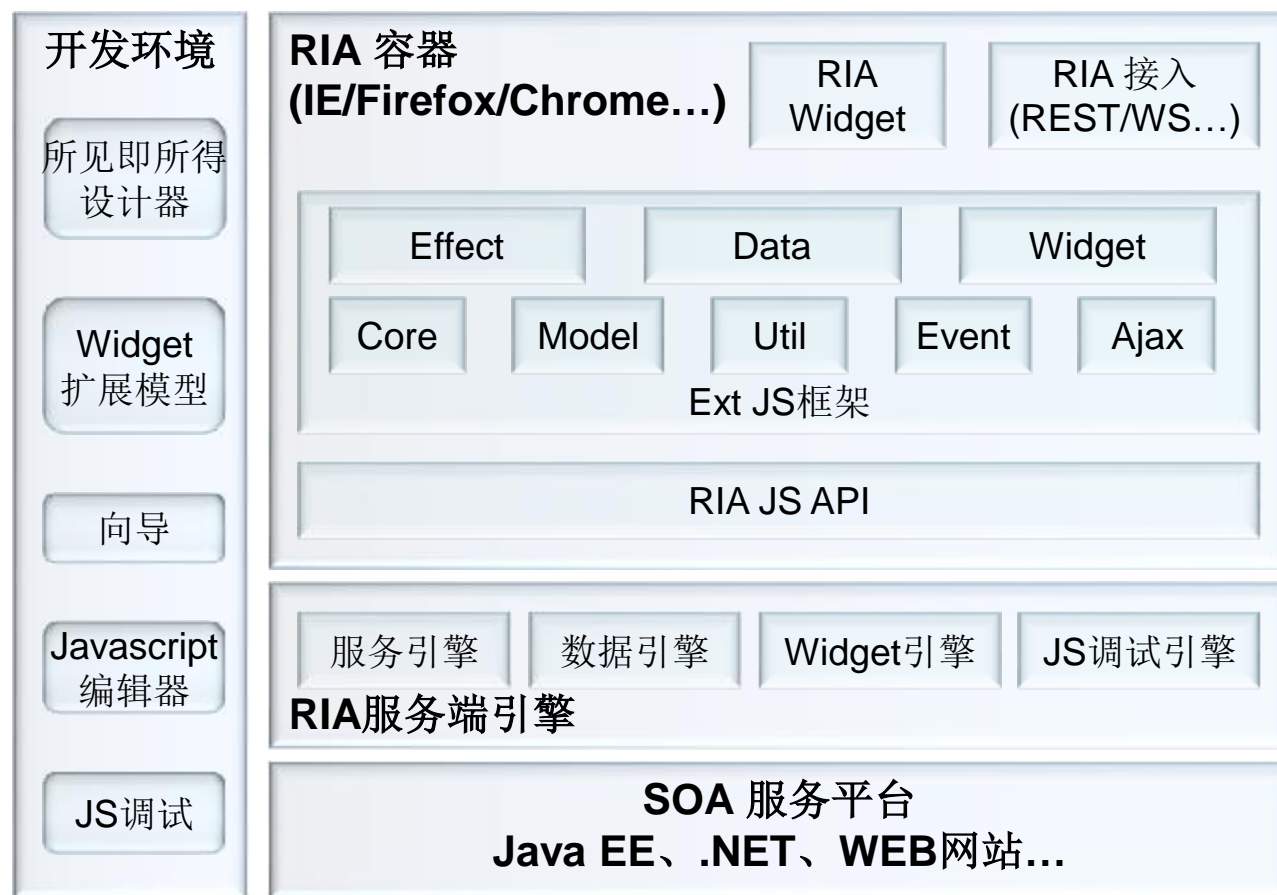 开发环境
所见即所得
设计器
Widget
扩展模型
向导
Javascript
编辑器
JS调试
RIA 容器
(IE/Firefox/Chrome…)
RIA
Widget
RIA 接入
(REST/WS…)
Effect
Data
Widget
Core
Model
Util
Event
Ajax
Ext JS框架
RIA JS API
服务引擎
数据引擎
Widget引擎
JS调试引擎
RIA服务端引擎
SOA 服务平台
Java EE、.NET、WEB网站…